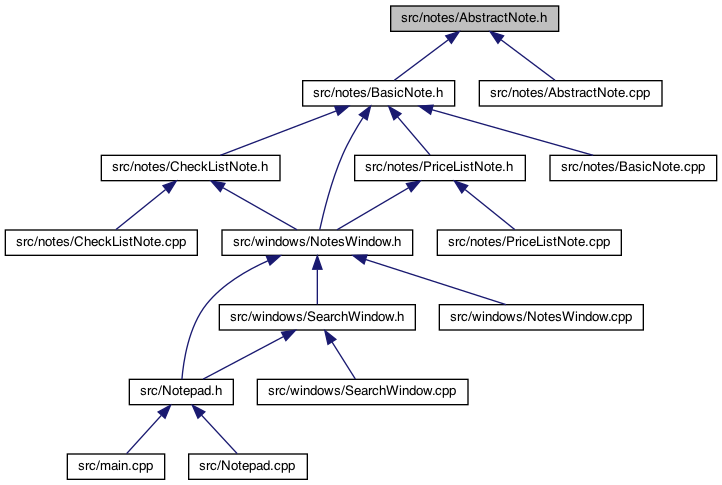 src/notes/AbstractNote.h
src/notes/BasicNote.h
src/notes/AbstractNote.cpp
src/notes/CheckListNote.h
src/notes/PriceListNote.h
src/notes/BasicNote.cpp
src/notes/CheckListNote.cpp
src/windows/NotesWindow.h
src/notes/PriceListNote.cpp
src/windows/SearchWindow.h
src/windows/NotesWindow.cpp
src/Notepad.h
src/windows/SearchWindow.cpp
src/main.cpp
src/Notepad.cpp